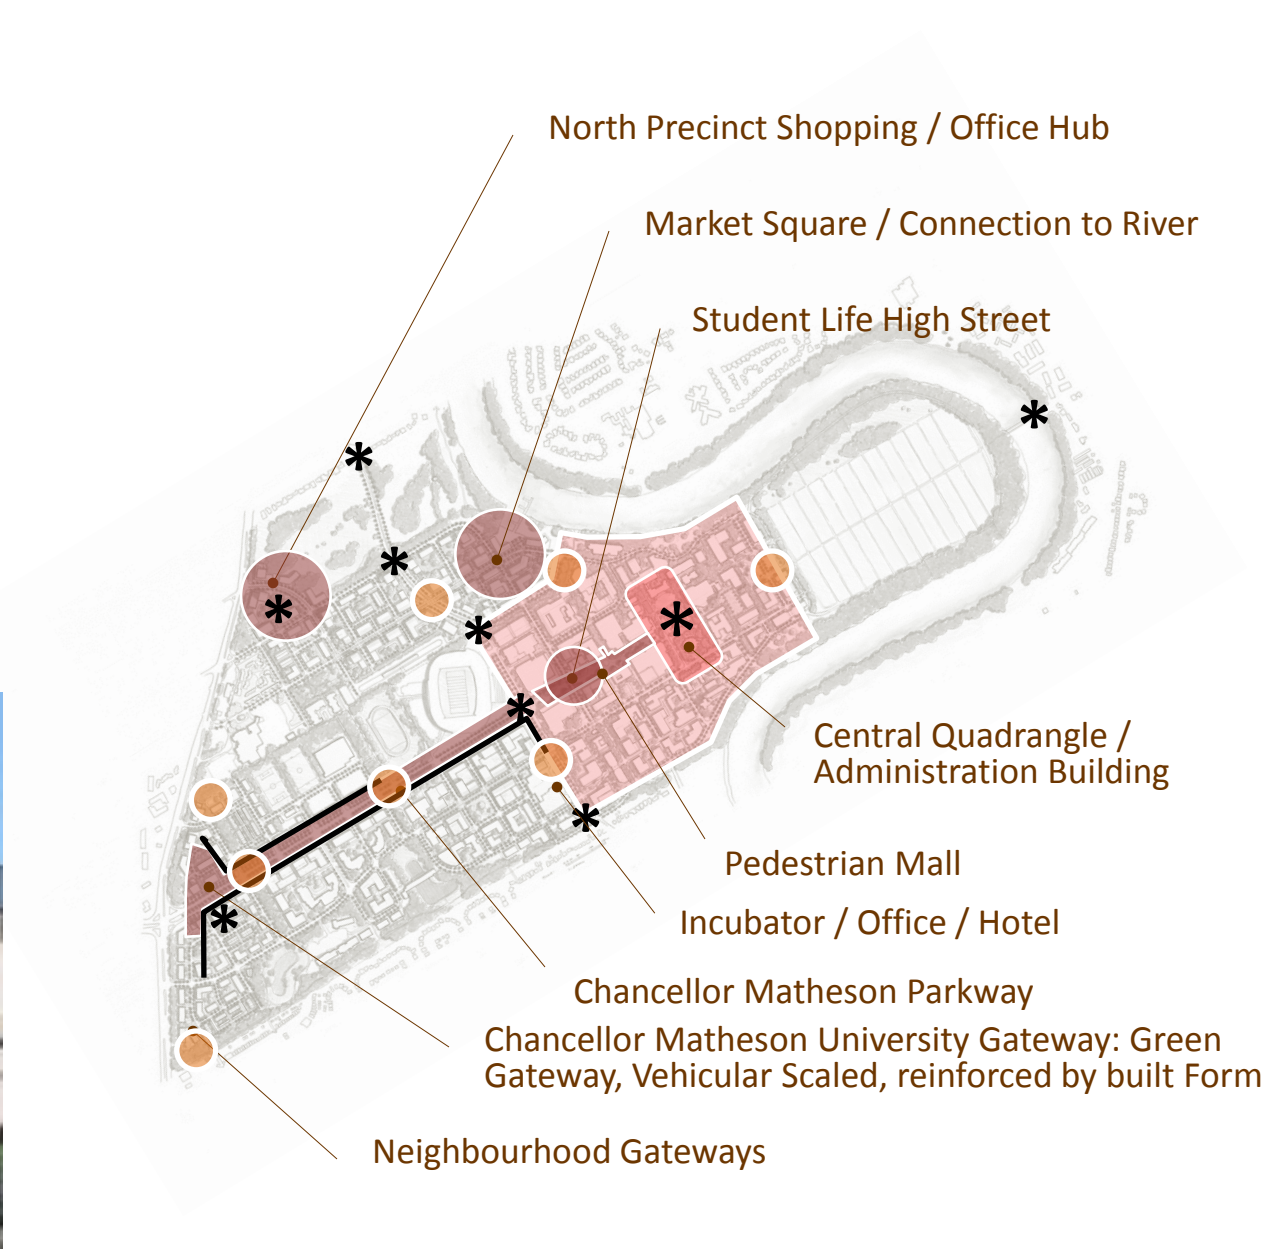 North Precinct Shopping / Office Hub
Market Square / Connection to River
Student Life High Street
Central Quadrangle /
Administration Building
Pedestrian Mall
Incubator / Office / Hotel
Chancellor Matheson Parkway
Chancellor Matheson University Gateway: Green
Gateway, Vehicular Scaled, reinforced by built Form
Neighbourhood Gateways